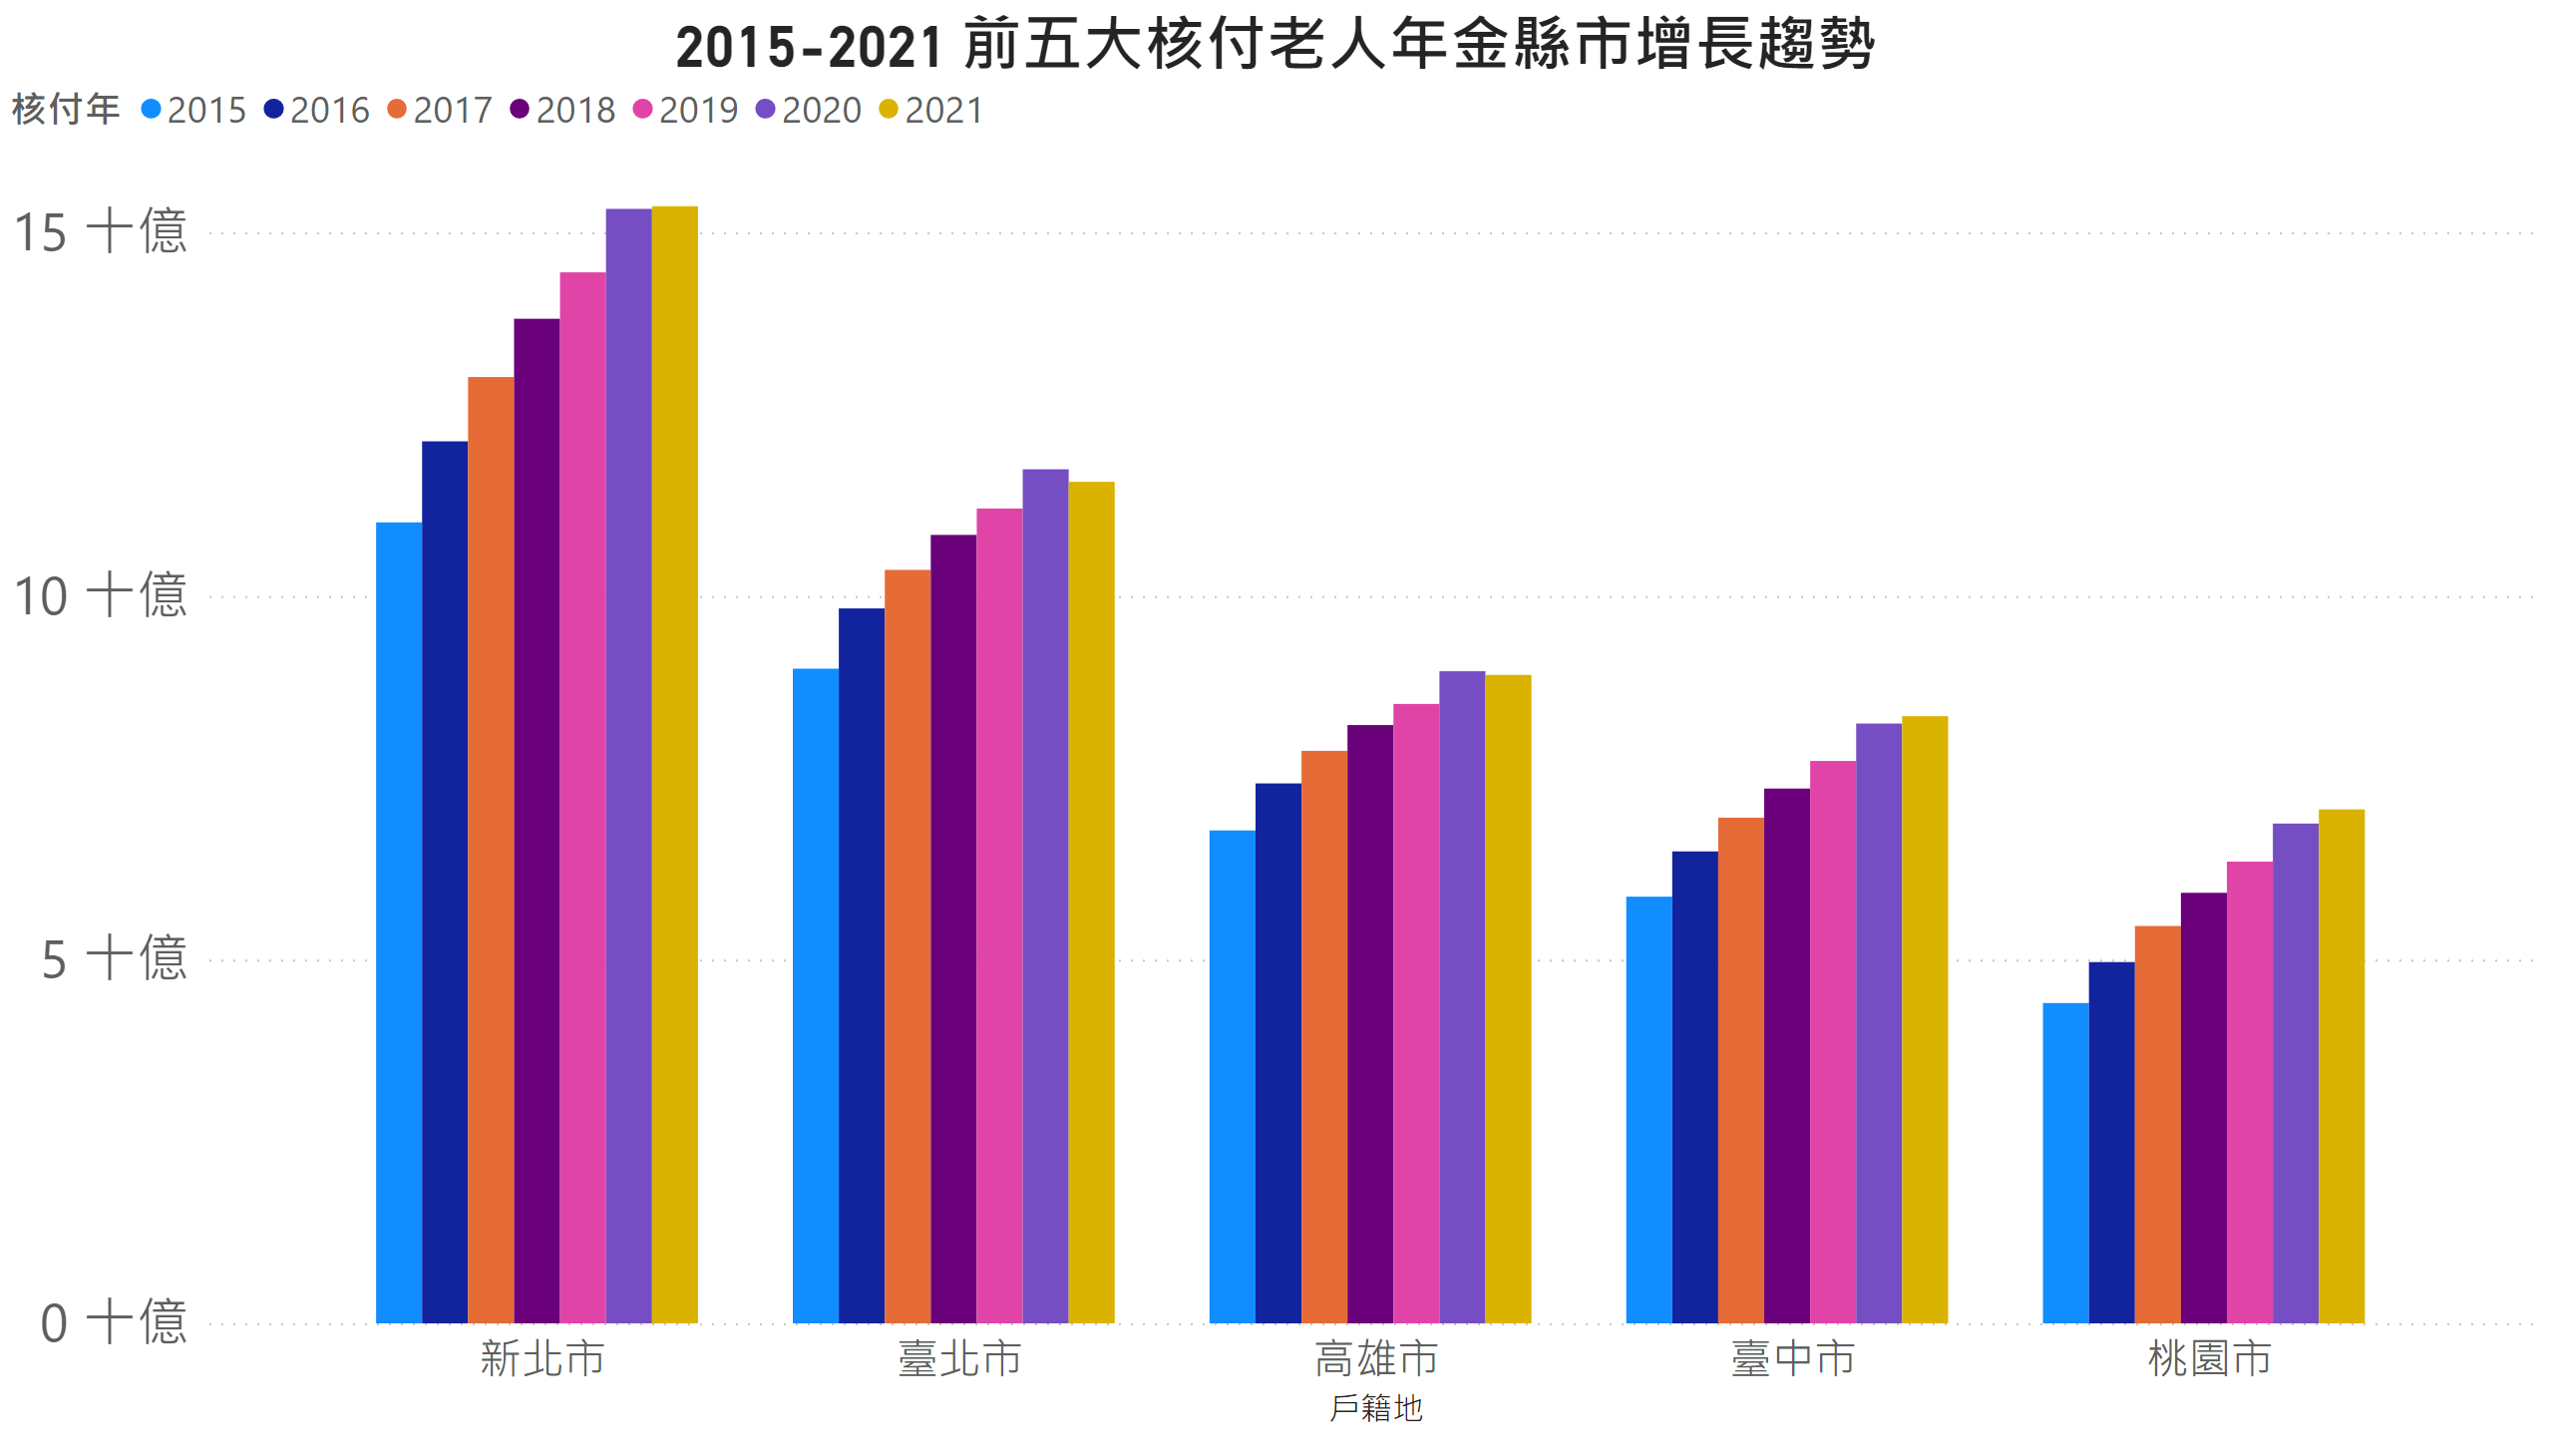 2015-2021 前五大核付老人年金縣市增長趨勢
核付年 2015 2016 2017 2018 2019 2020 2021
15 十億
10 十億
5 十億
0 十億
新北市 臺北市 高雄市 臺中市 桃園市
戶籍地